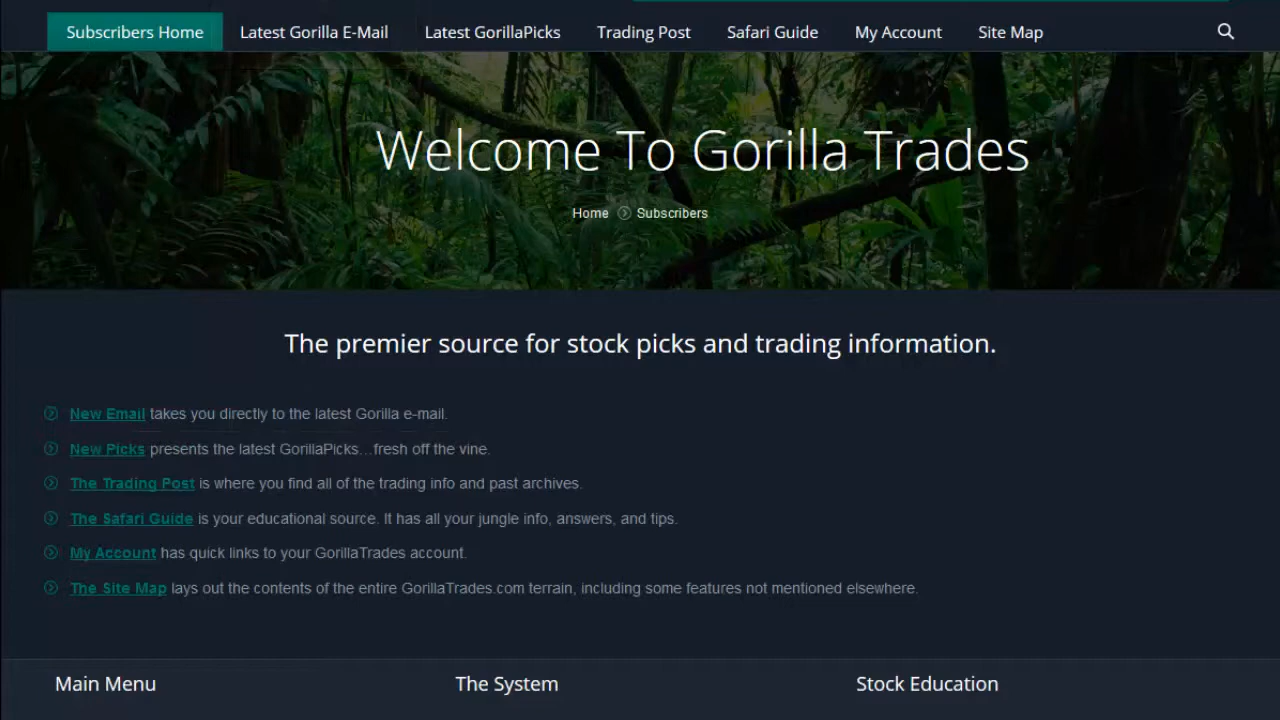 Subscribers Home Latest Gorilla E-Mail Latest GorillaPicks Trading Post Safari Guide My Account Site Map
Welcome To Gorilla Trades
Home Subscribers
The premier source for stock picks and trading information.
New Email takes you directly to the latest Gorilla e-mail.
New Picks presents the latest GorillaPicks...fresh off the vine.
The Trading Post is where you find all of the trading info and past archives.
The Safari Guide is your educational source. It has all your jungle info, answers, and tips.
My Account has quick links to your GorillaTrades account.
The Site Map lays out the contents of the entire GorillaTrades.com terrain, including some features not mentioned elsewhere.
Main Menu The System Stock Education